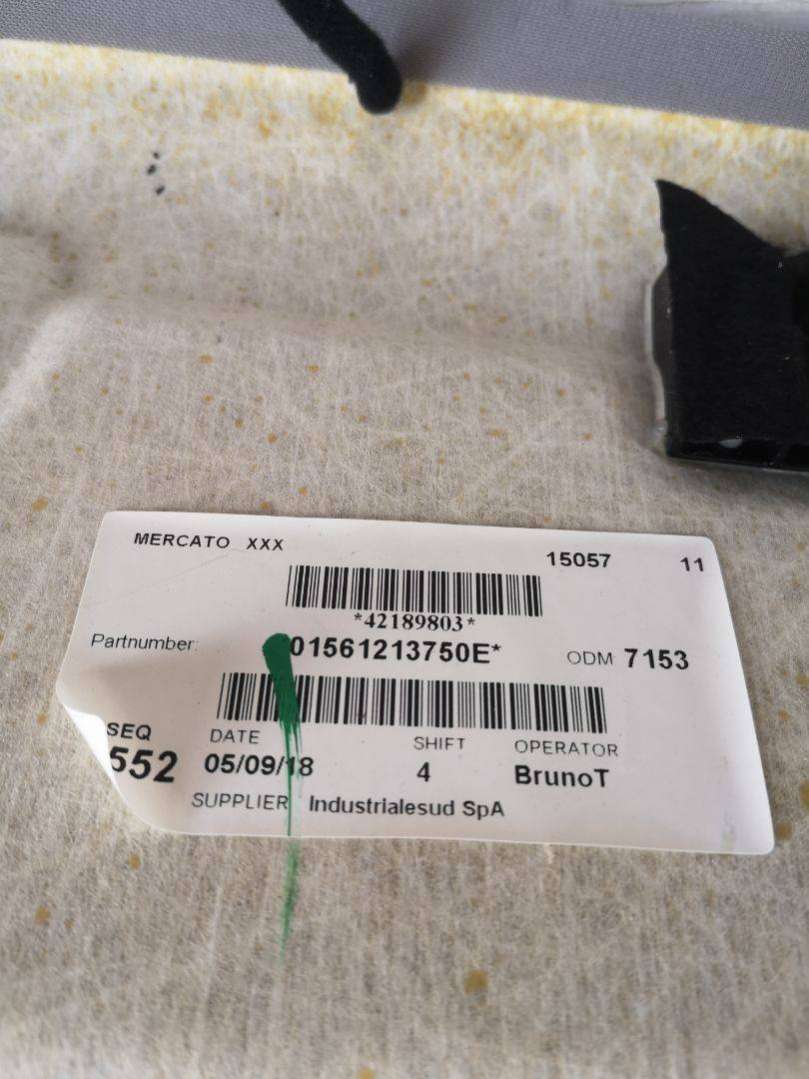 MERCATO XXX
15057 11
*42189803*
Partnumber: 01561213750E* ODM 7153
SEQ DATE SHIFT OPERATOR
552 05/09/18 4 BrunoT
SUPPLIER Industrialesud SpA